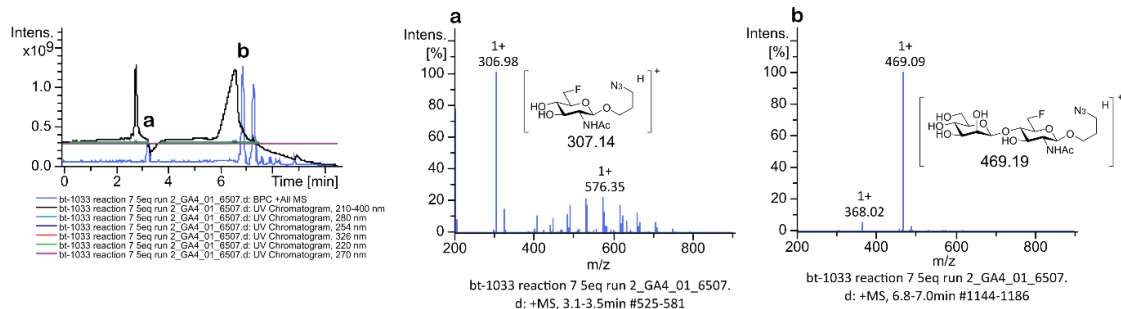 Intens.
x10⁹
b
1.0
a
0.5
0.0
0 2 4 6 8 Time [min]
bt-1033 reaction 7 5eq run 2_GA4_01_6507.d: BPC +All MS
bt-1033 reaction 7 5eq run 2_GA4_01_6507.d: UV Chromatogram, 210-400 nm
bt-1033 reaction 7 5eq run 2_GA4_01_6507.d: UV Chromatogram, 280 nm
bt-1033 reaction 7 5eq run 2_GA4_01_6507.d: UV Chromatogram, 254 nm
bt-1033 reaction 7 5eq run 2_GA4_01_6507.d: UV Chromatogram, 326 nm
bt-1033 reaction 7 5eq run 2_GA4_01_6507.d: UV Chromatogram, 220 nm
bt-1033 reaction 7 5eq run 2_GA4_01_6507.d: UV Chromatogram, 270 nm
a
Intens.
[%]
1+
306.98
100
80
60
40
20
0
F
N₃
H
+
HO
HO
O
O
NHAc
307.14
1+
576.35
200 400 600 800
m/z
bt-1033 reaction 7 5eq run 2_GA4_01_6507.
d: +MS, 3.1-3.5min #525-581
b
Intens.
[%]
1+
469.09
100
80
60
40
20
0
HO
OH
HO
HO
O
O
HO
F
O
O
NHAc
N₃
H
+
469.19
1+
368.02
200 400 600 800
m/z
bt-1033 reaction 7 5eq run 2_GA4_01_6507.
d: +MS, 6.8-7.0min #1144-1186